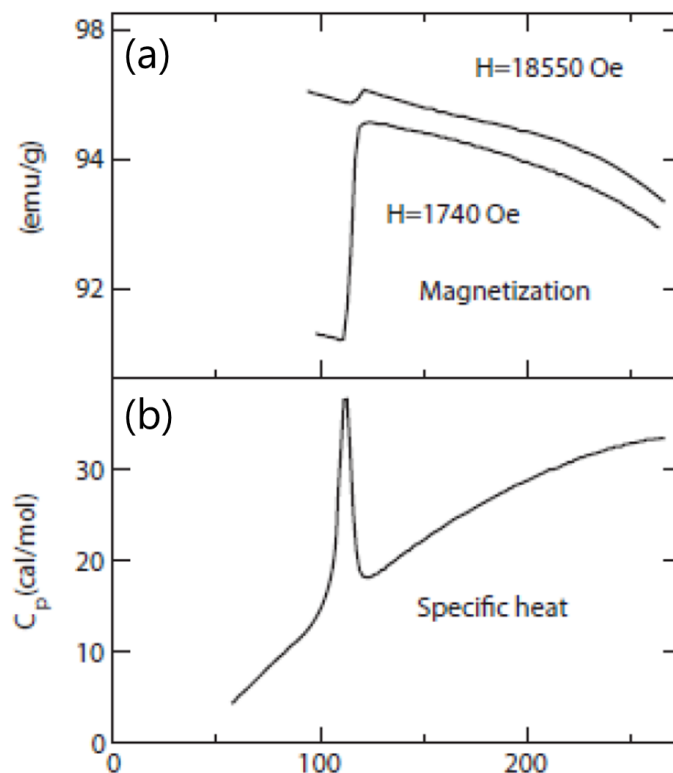 98
(a)
H=18550 Oe
94
(emu/g)
H=1740 Oe
92
Magnetization
(b)
30
20
Cp(cal/mol)
Specific heat
10
0
0 100 200